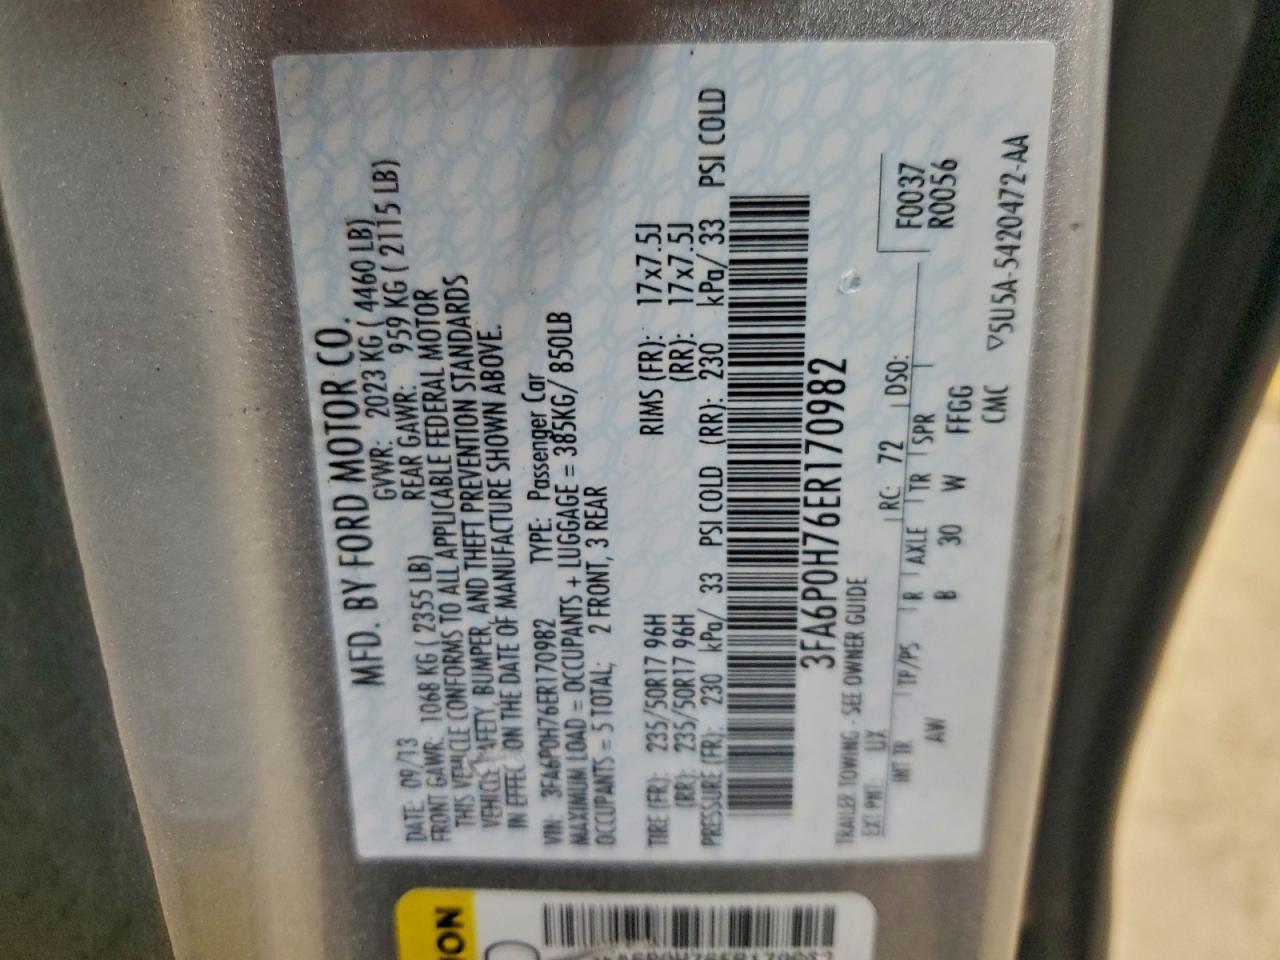 MFD. BY FORD MOTOR CO.
DATE: 09/13 GVWR: 2023 KG ( 4460 LB)
FRONT GAWR: 1068 KG ( 2355 LB) REAR GAWR: 959 KG ( 2115 LB)
THIS VEHICLE CONFORMS TO ALL APPLICABLE FEDERAL MOTOR
VEHICLE SAFETY, BUMPER, AND THEFT PREVENTION STANDARDS
IN EFFECT ON THE DATE OF MANUFACTURE SHOWN ABOVE.
VIN: 3FA6P0H76ER170982 TYPE: Passenger Car
MAXIMUM LOAD = OCCUPANTS + LUGGAGE = 385KG/ 850LB
OCCUPANTS = 5 TOTAL; 2 FRONT, 3 REAR
TIRE (FR): 235/50R17 96H RIMS (FR): 17x7.5J
(RR): 235/50R17 96H (RR): 17x7.5J
PRESSURE (FR): 230 kPa/ 33 PSI COLD (RR): 230 kPa/ 33 PSI COLD
3FA6P0H76ER170982
TRAILER TOWING - SEE OWNER GUIDE
EXT PNT: UX RC: 72 DSO: F0037
R0056
INT TR TP/PS R AXLE TR SPR
AW B 30 W FFGG
CMC
▽5U5A-5420472-AA
ION